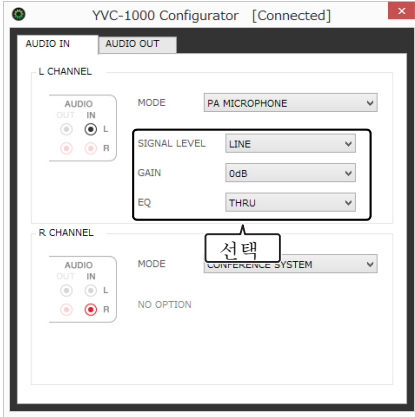 YVC-1000 Configurator [Connected]
AUDIO IN AUDIO OUT
L CHANNEL
AUDIO
OUT IN
L
R
MODE PA MICROPHONE
SIGNAL LEVEL LINE
GAIN 0dB
EQ THRU
선택
R CHANNEL
AUDIO
OUT IN
L
R
MODE CONFERENCE SYSTEM
NO OPTION